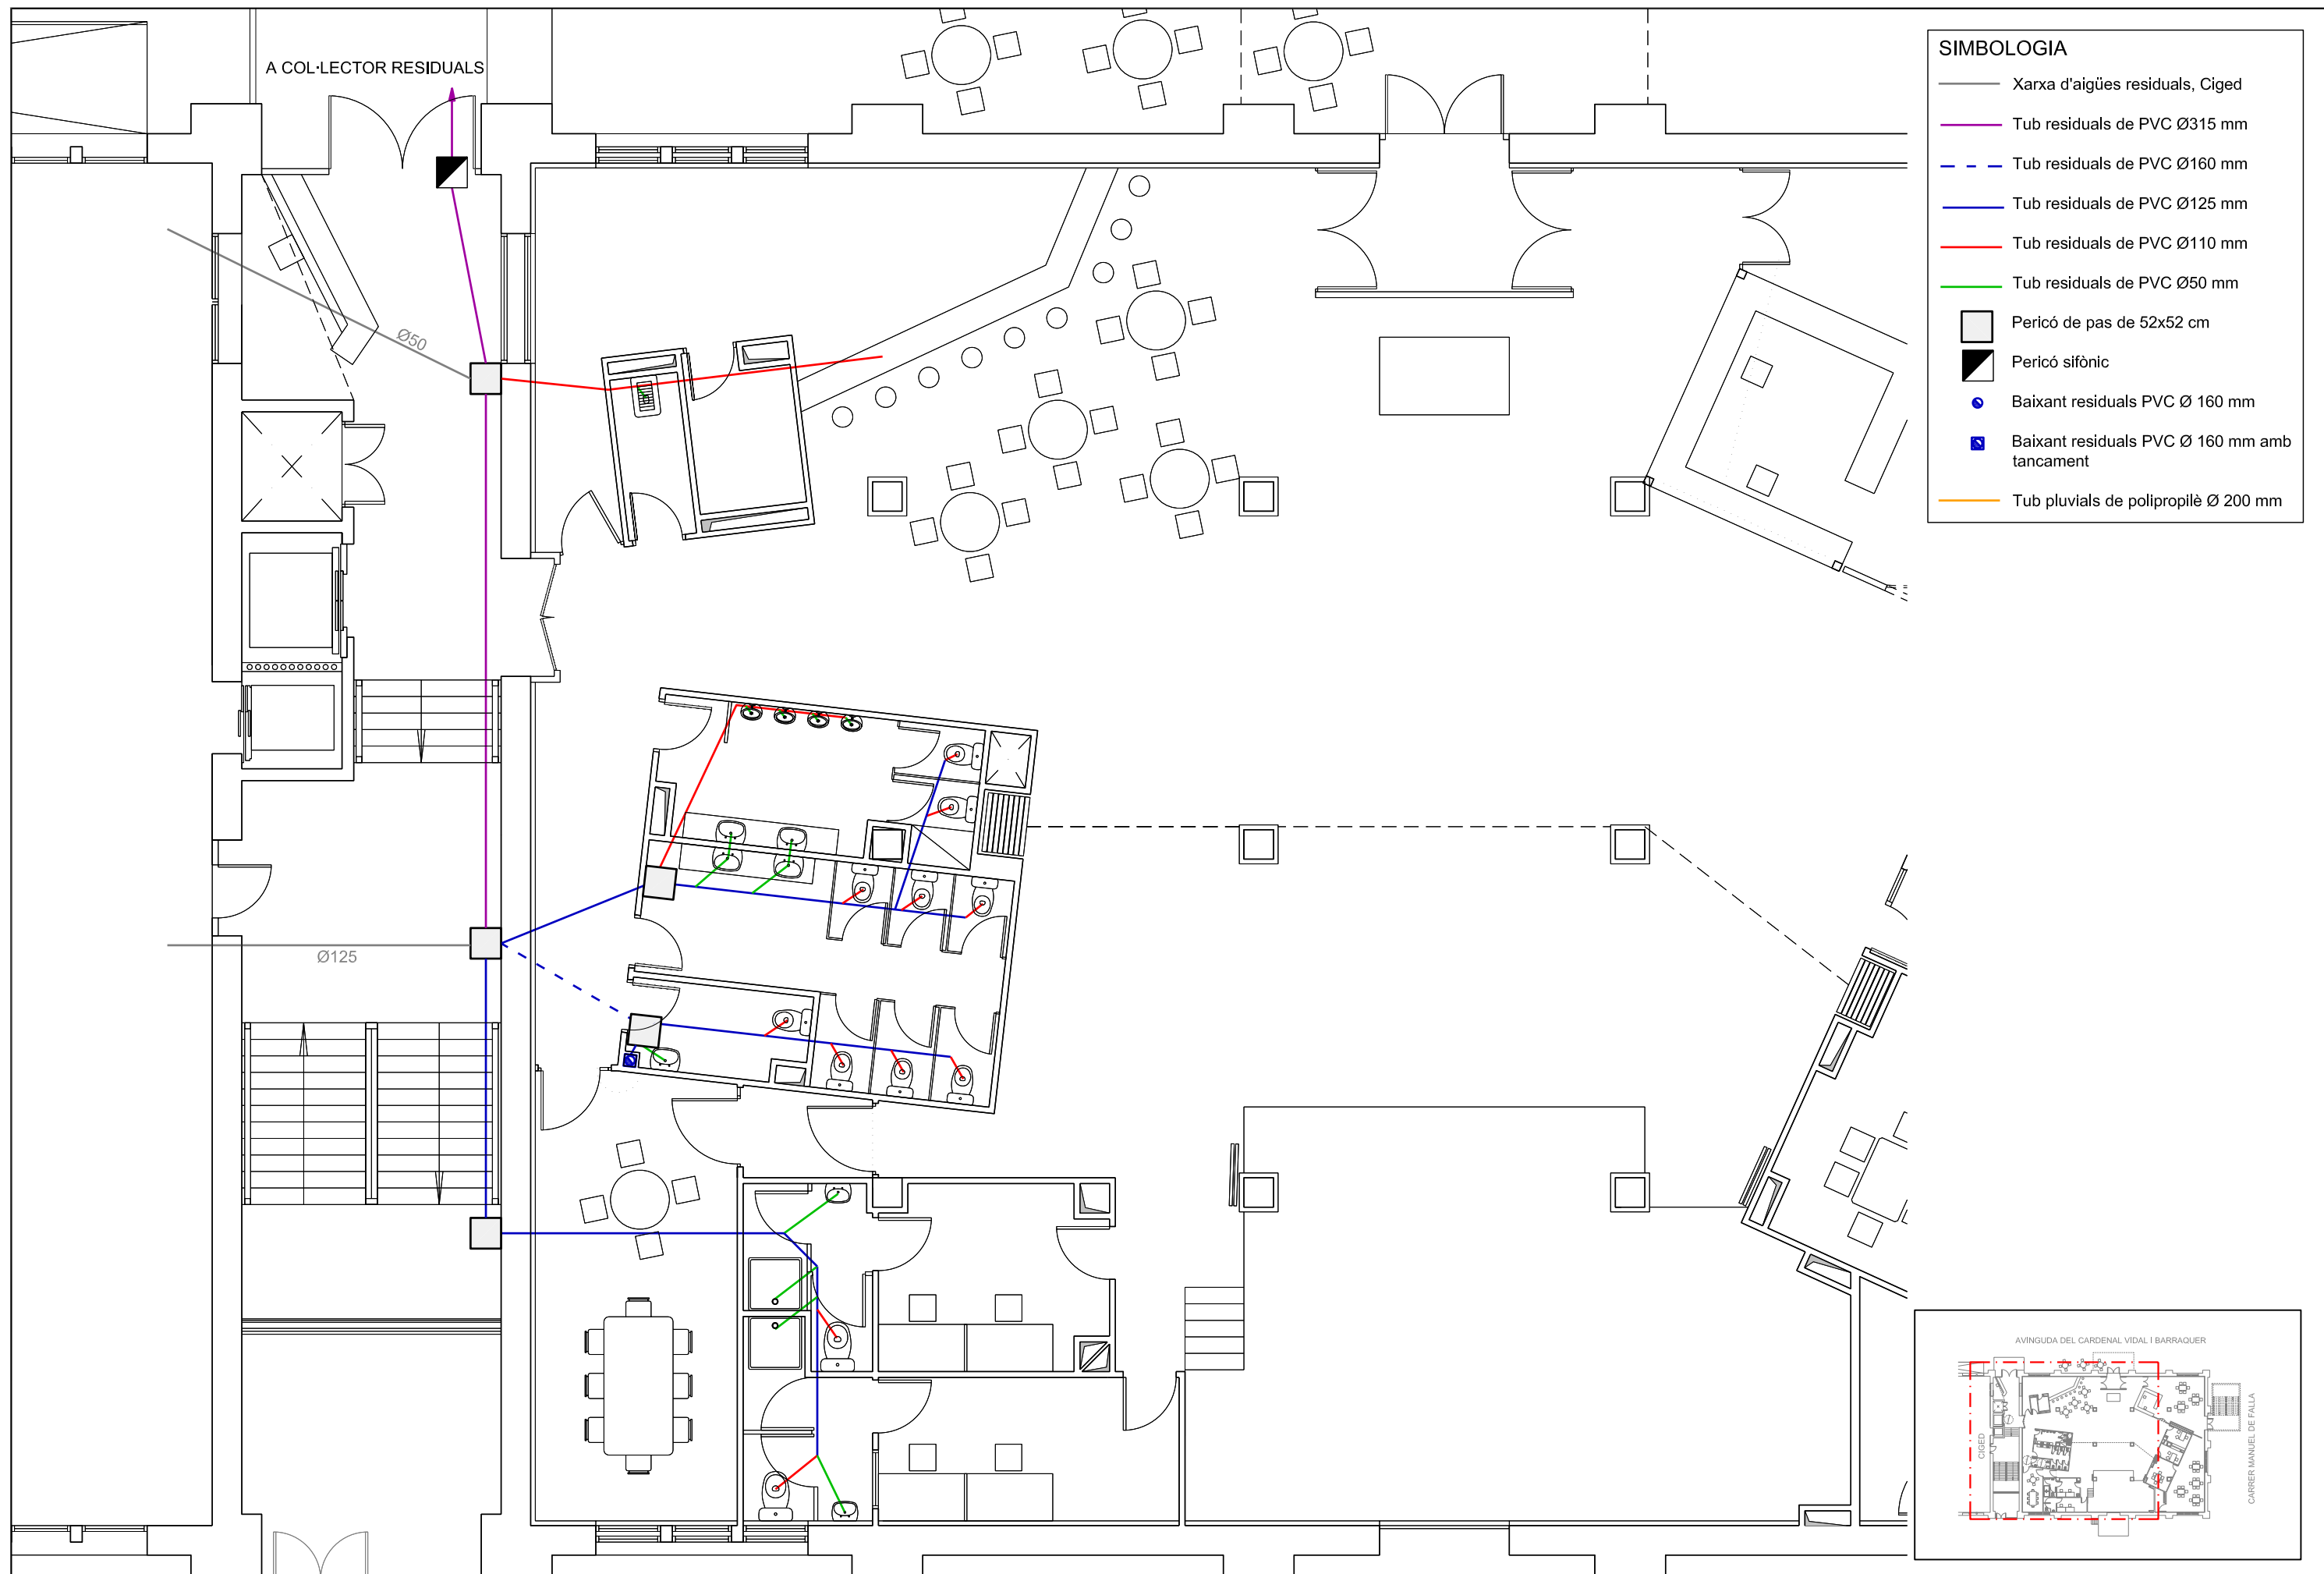 A COL·LECTOR RESIDUALS
Ø50
Ø125
SIMBOLOGIA
Xarxa d'aigües residuals, Ciged
Tub residuals de PVC Ø315 mm
Tub residuals de PVC Ø160 mm
Tub residuals de PVC Ø125 mm
Tub residuals de PVC Ø110 mm
Tub residuals de PVC Ø50 mm
Pericó de pas de 52x52 cm
Pericó sifònic
Baixant residuals PVC Ø 160 mm
Baixant residuals PVC Ø 160 mm amb
tancament
Tub pluvials de polipropilè Ø 200 mm
AVINGUDA DEL CARDENAL VIDAL I BARRAQUER
CIGED
CARRER MANUEL DE FALLA